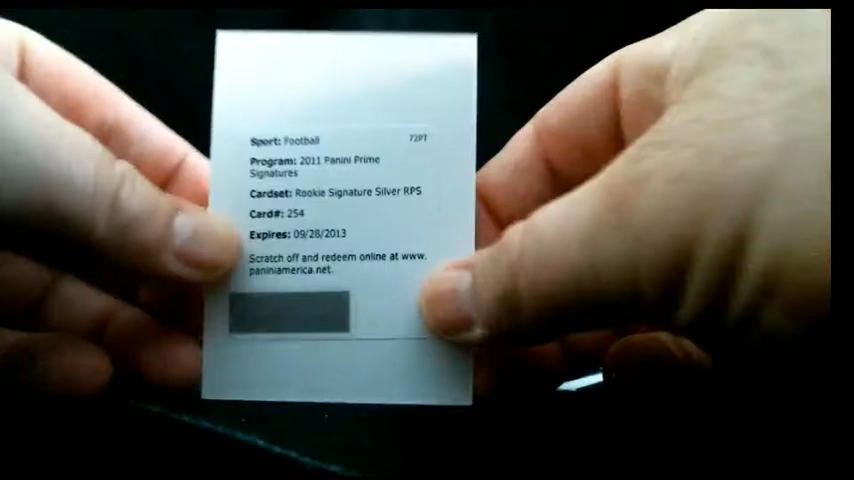 Sport: Football 72PT
Program: 2011 Panini Prime
Signatures
Cardset: Rookie Signature Silver RPS
Card#: 254
Expires: 09/28/2013
Scratch off and redeem online at www.
paniniamerica.net.